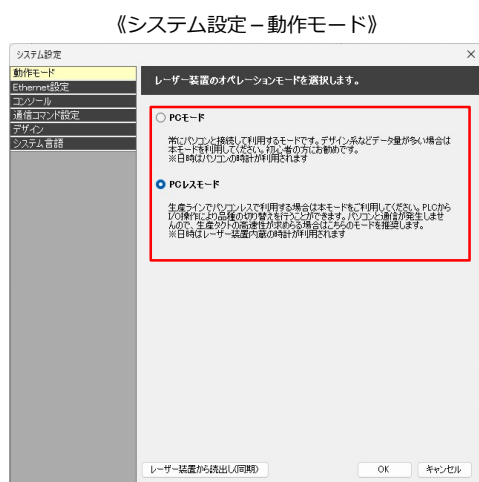 《システム設定－動作モード》
システム設定
動作モード
Ethernet設定
コンソール
通信コマンド設定
デザイン
システム言語
レーザー装置のオペレーションモードを選択します。
PCモード
常にパソコンと接続して利用するモードです。デザイン系などデータ量が多い場合は
本モードを利用してください。初心者の方にお勧めです。
※日時はパソコンの時計が利用されます
PCレスモード
生産ラインでパソコンレスで利用する場合は本モードをご利用してください。PLCから
I/O操作により品種の切り替えを行うことができます。パソコンと通信が発生しませ
んので、生産タクトの高速性が求められる場合はこちらのモードを推奨します。
※日時はレーザー装置内蔵の時計が利用されます
レーザー装置から読出し(同期)
OK
キャンセル